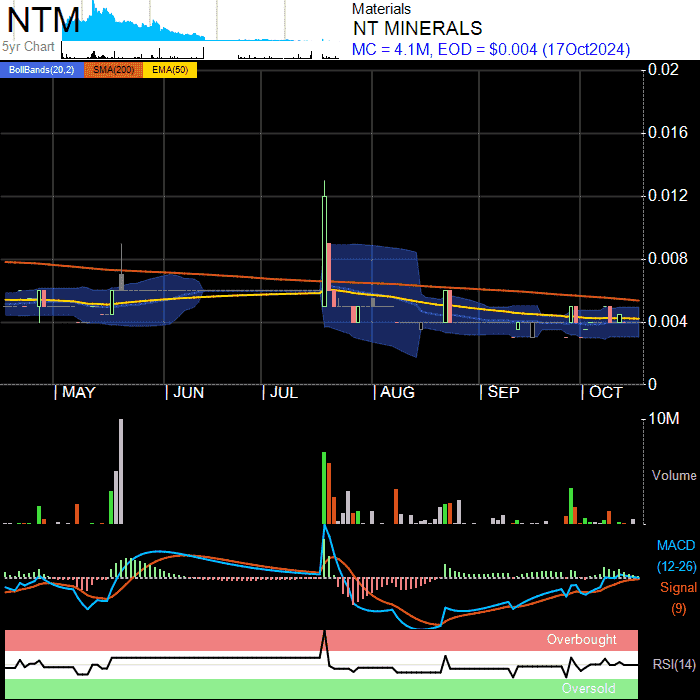 NTM
5yr Chart
Materials
NT MINERALS
MC = 4.1M, EOD = $0.004 (17Oct2024)
BollBands(20,2) SMA(200) EMA(50)
0.02
0.016
0.012
0.008
0.004
0
MAY JUN JUL AUG SEP OCT
10M
Volume
MACD
(12-26)
Signal
(9)
Overbought
RSI(14)
Oversold